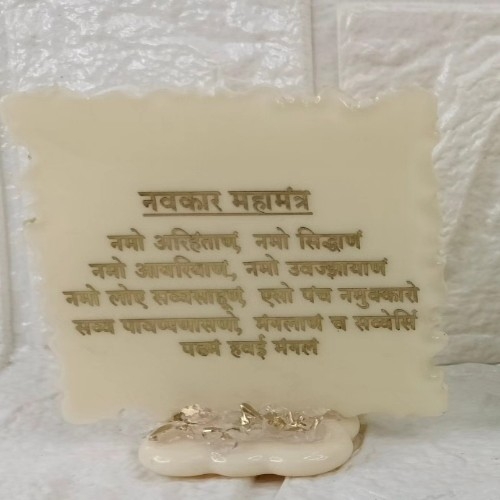 नवकार महामंत्र
नमो अरिहंताणं, नमो सिद्धाणं
नमो आयरियाणं, नमो उवज्झायाणं
नमो लोए सव्वसाहूणं, एसो पंच नमुक्कारो
सव्व पावप्पणासणो, मंगलाणं च सव्वेसिं
पढमं हवई मंगलं